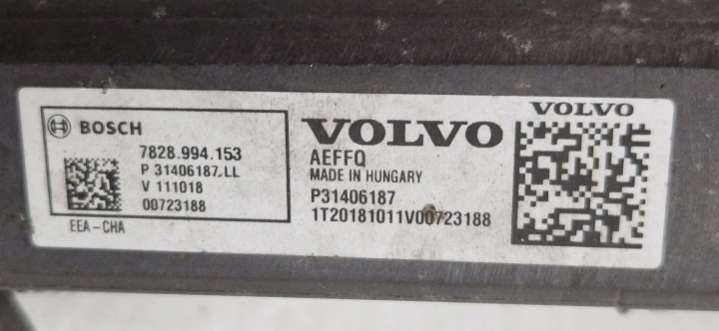 BOSCH
7828.994.153
P 31406187.LL
V 111018
00723188
EEA-CHA
VOLVO
AEFFQ
MADE IN HUNGARY
P31406187
1T20181011V00723188
VOLVO